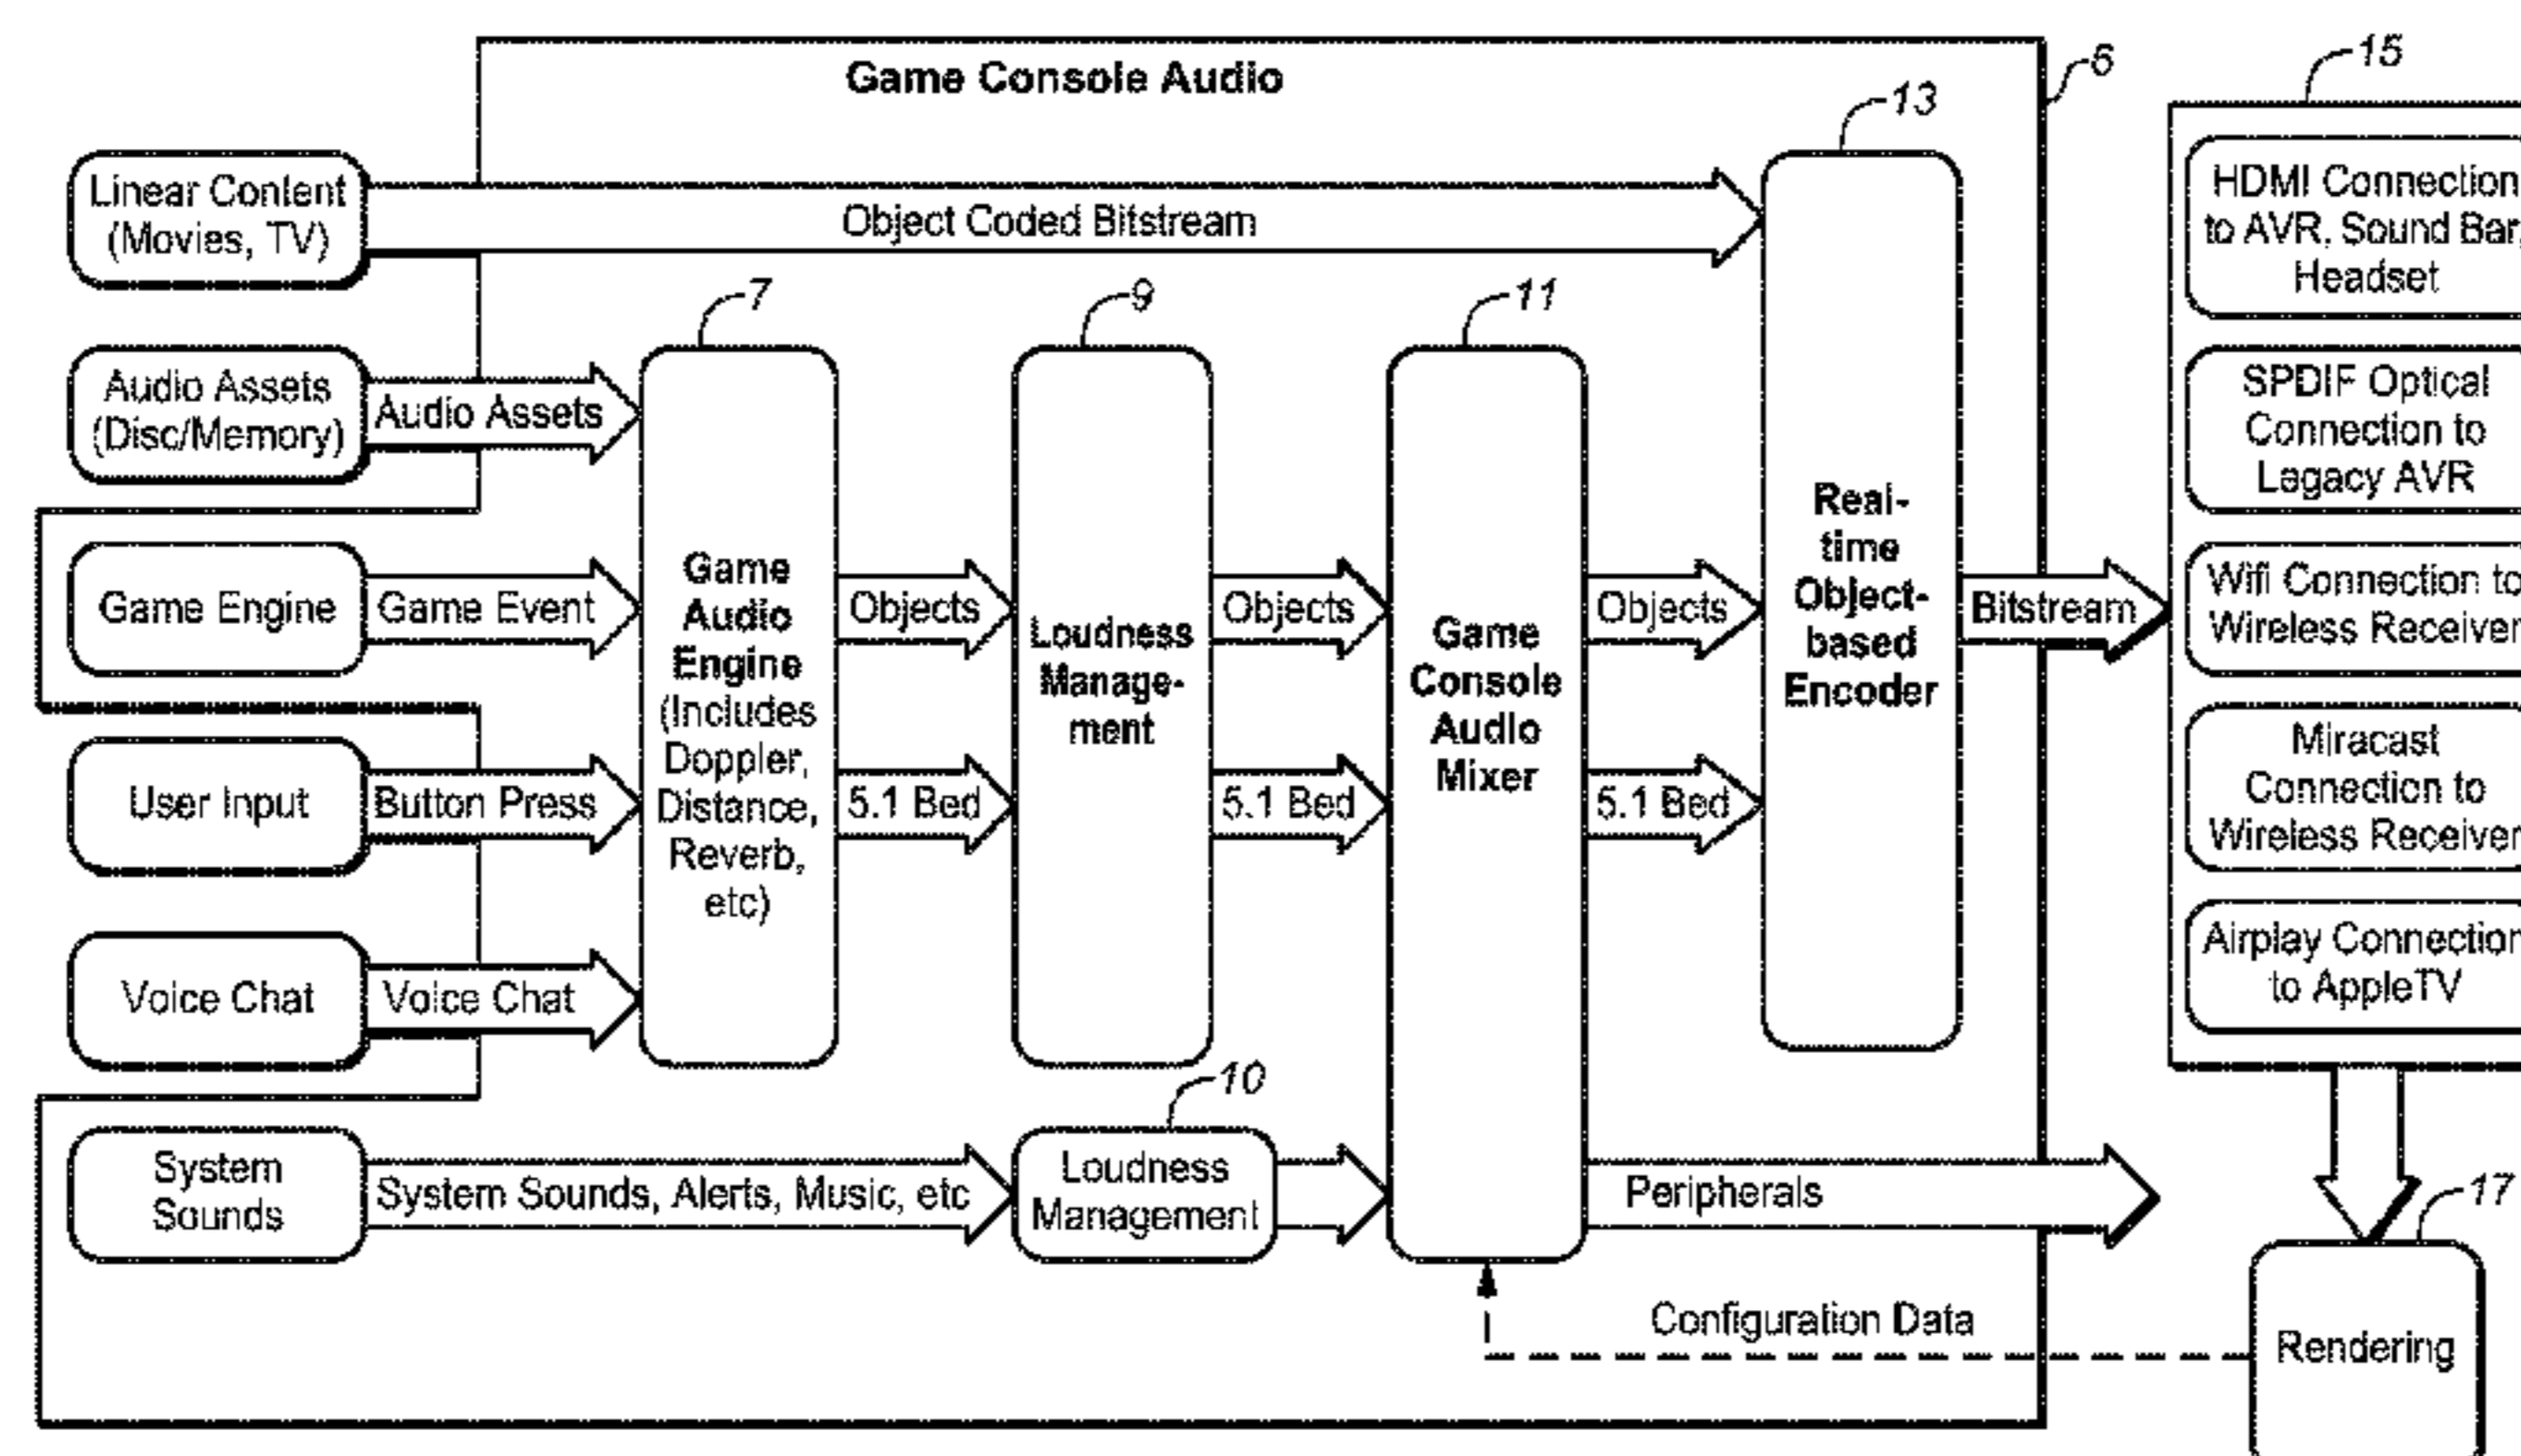 Game Console Audio
6
15
13
Linear Content
(Movies, TV)
Object Coded Bitstream
HDMI Connection
to AVR, Sound Bar,
Headset
7
9
11
Audio Assets
(Disc/Memory)
Audio Assets
SPDIF Optical
Connection to
Legacy AVR
Game Engine
Game Event
Game
Audio
Engine
(Includes
Doppler,
Distance,
Reverb,
etc)
Objects
Loudness
Manage-
ment
Objects
Game
Console
Audio
Mixer
Objects
Real-
time
Object-
based
Encoder
Bitstream
Wifi Connection to
Wireless Receiver
User Input
Button Press
5.1 Bed
5.1 Bed
5.1 Bed
Miracast
Connection to
Wireless Receiver
Voice Chat
Voice Chat
Airplay Connection
to AppleTV
10
System
Sounds
System Sounds, Alerts, Music, etc
Loudness
Management
Peripherals
17
Configuration Data
Rendering